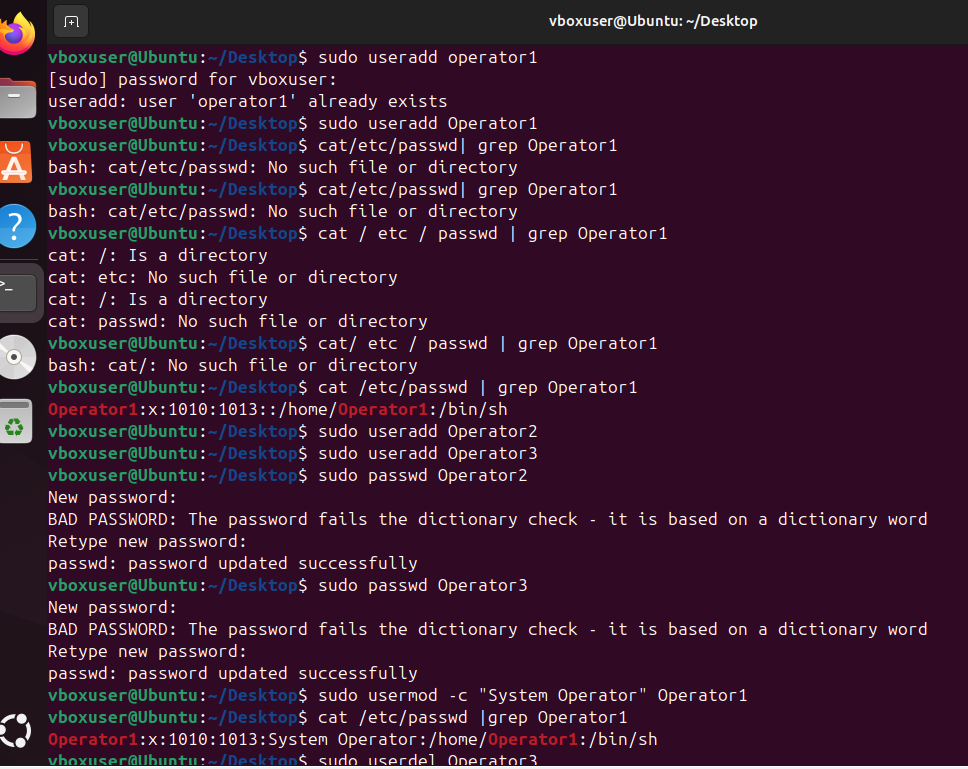 vboxuser@Ubuntu: ~/Desktop
vboxuser@Ubuntu:~/Desktop$ sudo useradd operator1
[sudo] password for vboxuser:
useradd: user 'operator1' already exists
vboxuser@Ubuntu:~/Desktop$ sudo useradd Operator1
vboxuser@Ubuntu:~/Desktop$ cat/etc/passwd| grep Operator1
bash: cat/etc/passwd: No such file or directory
vboxuser@Ubuntu:~/Desktop$ cat/etc/passwd| grep Operator1
bash: cat/etc/passwd: No such file or directory
vboxuser@Ubuntu:~/Desktop$ cat / etc / passwd | grep Operator1
cat: /: Is a directory
cat: etc: No such file or directory
cat: /: Is a directory
cat: passwd: No such file or directory
vboxuser@Ubuntu:~/Desktop$ cat/ etc / passwd | grep Operator1
bash: cat/: No such file or directory
vboxuser@Ubuntu:~/Desktop$ cat /etc/passwd | grep Operator1
Operator1:x:1010:1013::/home/Operator1:/bin/sh
vboxuser@Ubuntu:~/Desktop$ sudo useradd Operator2
vboxuser@Ubuntu:~/Desktop$ sudo useradd Operator3
vboxuser@Ubuntu:~/Desktop$ sudo passwd Operator2
New password:
BAD PASSWORD: The password fails the dictionary check - it is based on a dictionary word
Retype new password:
passwd: password updated successfully
vboxuser@Ubuntu:~/Desktop$ sudo passwd Operator3
New password:
BAD PASSWORD: The password fails the dictionary check - it is based on a dictionary word
Retype new password:
passwd: password updated successfully
vboxuser@Ubuntu:~/Desktop$ sudo usermod -c "System Operator" Operator1
vboxuser@Ubuntu:~/Desktop$ cat /etc/passwd |grep Operator1
Operator1:x:1010:1013:System Operator:/home/Operator1:/bin/sh
vboxuser@Ubuntu:~/Desktop$ sudo userdel Operator3